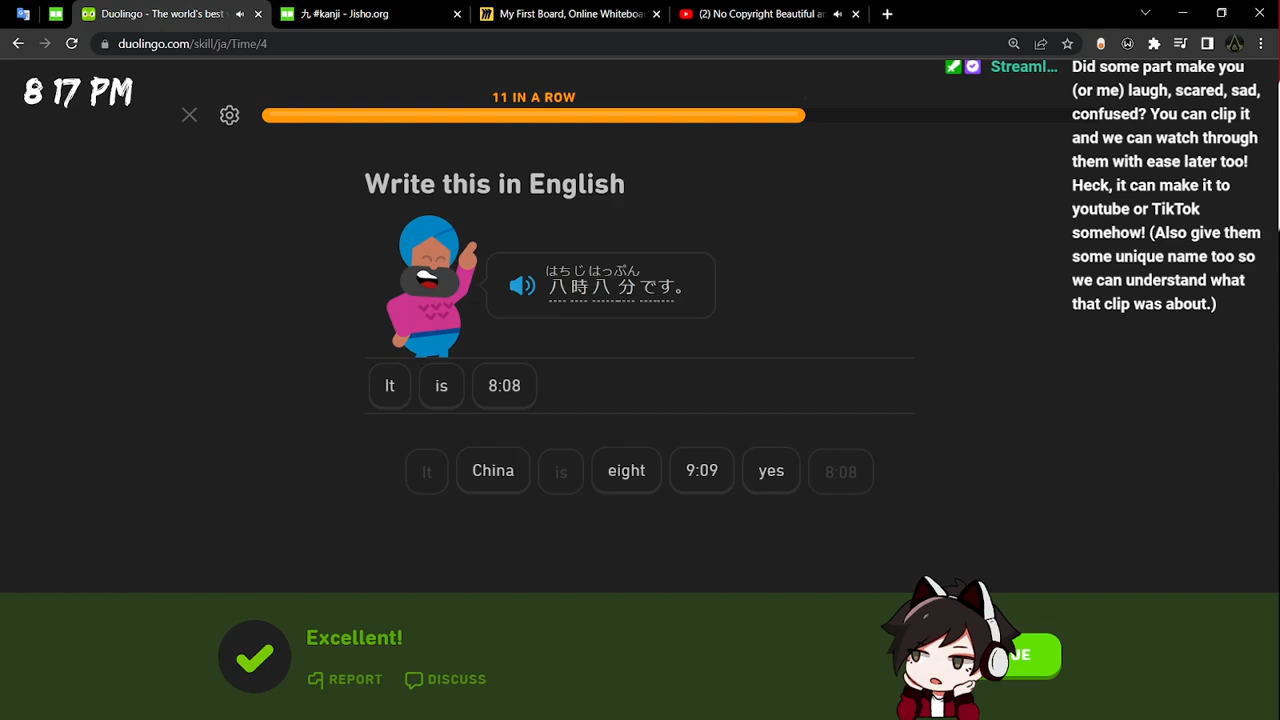 Duolingo - The world's best
九 #kanji - Jisho.org
My First Board, Online Whiteboa
(2) No Copyright Beautiful a
duolingo.com/skill/ja/Time/4
8 17 PM
Streaml...
Did some part make you
(or me) laugh, scared, sad,
confused? You can clip it
and we can watch through
them with ease later too!
Heck, it can make it to
youtube or TikTok
somehow! (Also give them
some unique name too so
we can understand what
that clip was about.)
11 IN A ROW
Write this in English
はちじはっぷん
八時八分です。
It is 8:08
It China is eight 9:09 yes 8:08
Excellent!
REPORT DISCUSS
UE